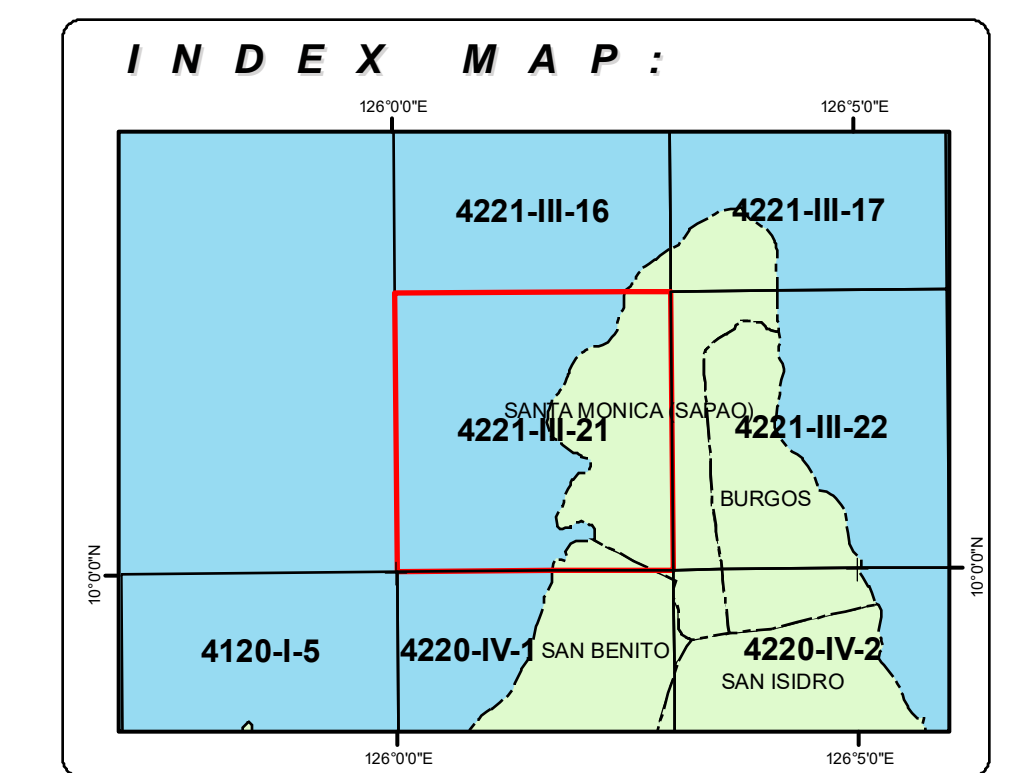 INDEX MAP:
126°0'0"E
126°5'0"E
4221-III-16
4221-III-17
SANTA MONICA (SAPAO)
4221-III-21
4221-III-22
BURGOS
10°0'0"N
10°0'0"N
4120-I-5
4220-IV-1
SAN BENITO
4220-IV-2
SAN ISIDRO
126°0'0"E
126°5'0"E